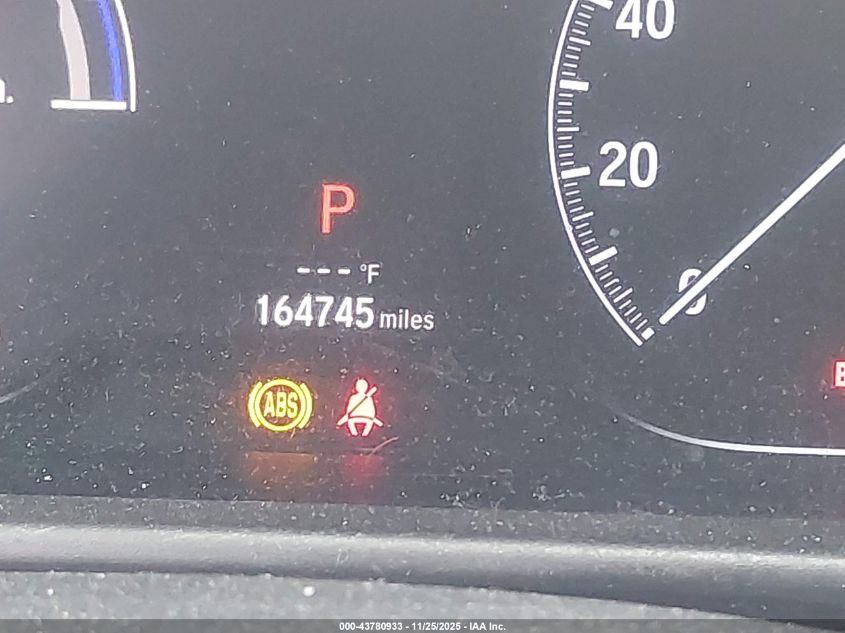 40
20
0
P
--- °F
164745 miles
ABS
000-43780933 - 11/25/2025 - IAA Inc.